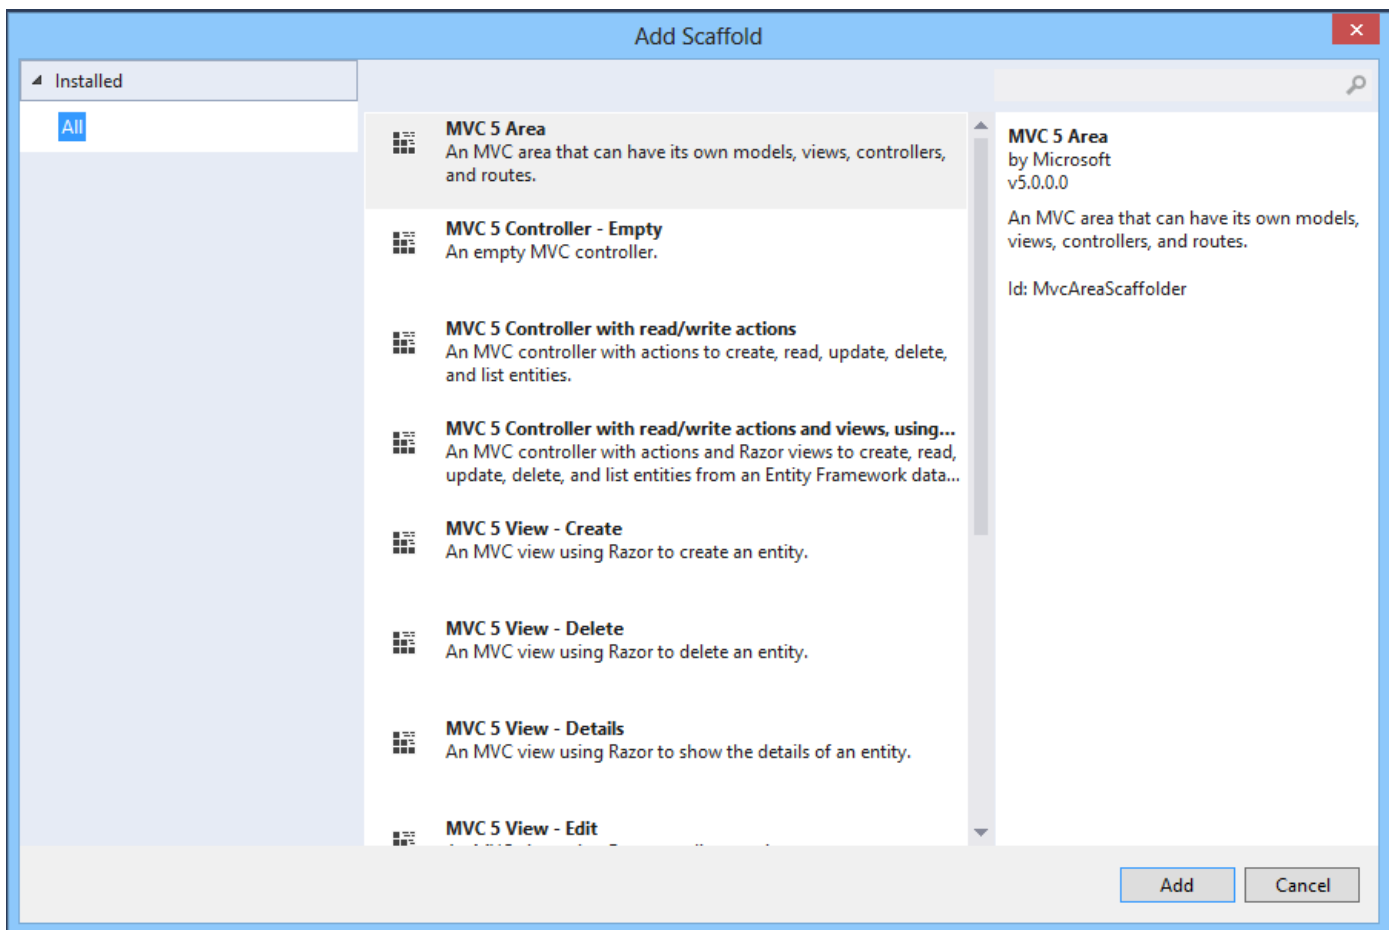 Add Scaffold
Installed
All
MVC 5 Area
An MVC area that can have its own models, views, controllers,
and routes.
MVC 5 Controller - Empty
An empty MVC controller.
MVC 5 Controller with read/write actions
An MVC controller with actions to create, read, update, delete,
and list entities.
MVC 5 Controller with read/write actions and views, using...
An MVC controller with actions and Razor views to create, read,
update, delete, and list entities from an Entity Framework data...
MVC 5 View - Create
An MVC view using Razor to create an entity.
MVC 5 View - Delete
An MVC view using Razor to delete an entity.
MVC 5 View - Details
An MVC view using Razor to show the details of an entity.
MVC 5 View - Edit
MVC 5 Area
by Microsoft
v5.0.0.0
An MVC area that can have its own models,
views, controllers, and routes.
Id: MvcAreaScaffolder
Add
Cancel